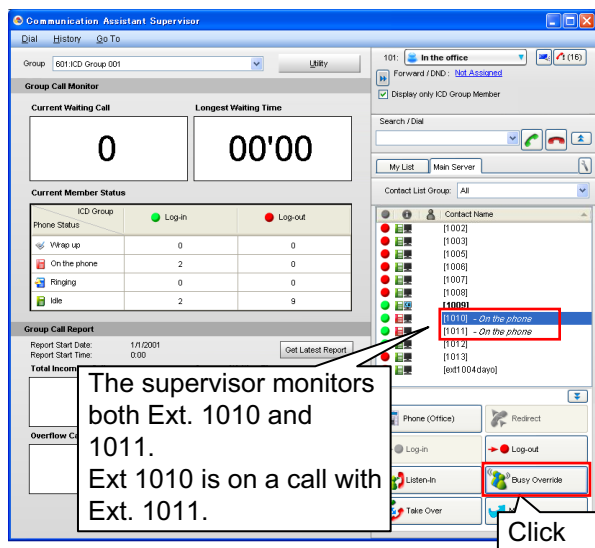 Communication Assistant Supervisor
Dial History Go To
Group 601:ICD Group 001 Utility
Group Call Monitor
Current Waiting Call Longest Waiting Time
0 00'00
Current Member Status
ICD Group
Phone Status
Log-in Log-out
Wrap up 0 0
On the phone 2 0
Ringing 0 0
Idle 2 9
Group Call Report
Report Start Date: 1/1/2001
Report Start Time: 0:00
Get Latest Report
Total Incom
Overflow Ca
The supervisor monitors
both Ext. 1010 and
1011.
Ext 1010 is on a call with
Ext. 1011.
101: In the office (16)
Forward / DND : Not Assigned
Display only ICD Group Member
Search / Dial
My List Main Server
Contact List Group: All
Contact Name
[1002]
[1003]
[1005]
[1006]
[1007]
[1008]
[1009]
[1010] - On the phone
[1011] - On the phone
[1012]
[1013]
[ext1004dayo]
Phone (Office) Redirect
Log-in Log-out
Listen-In Busy Override
Take Over
Click